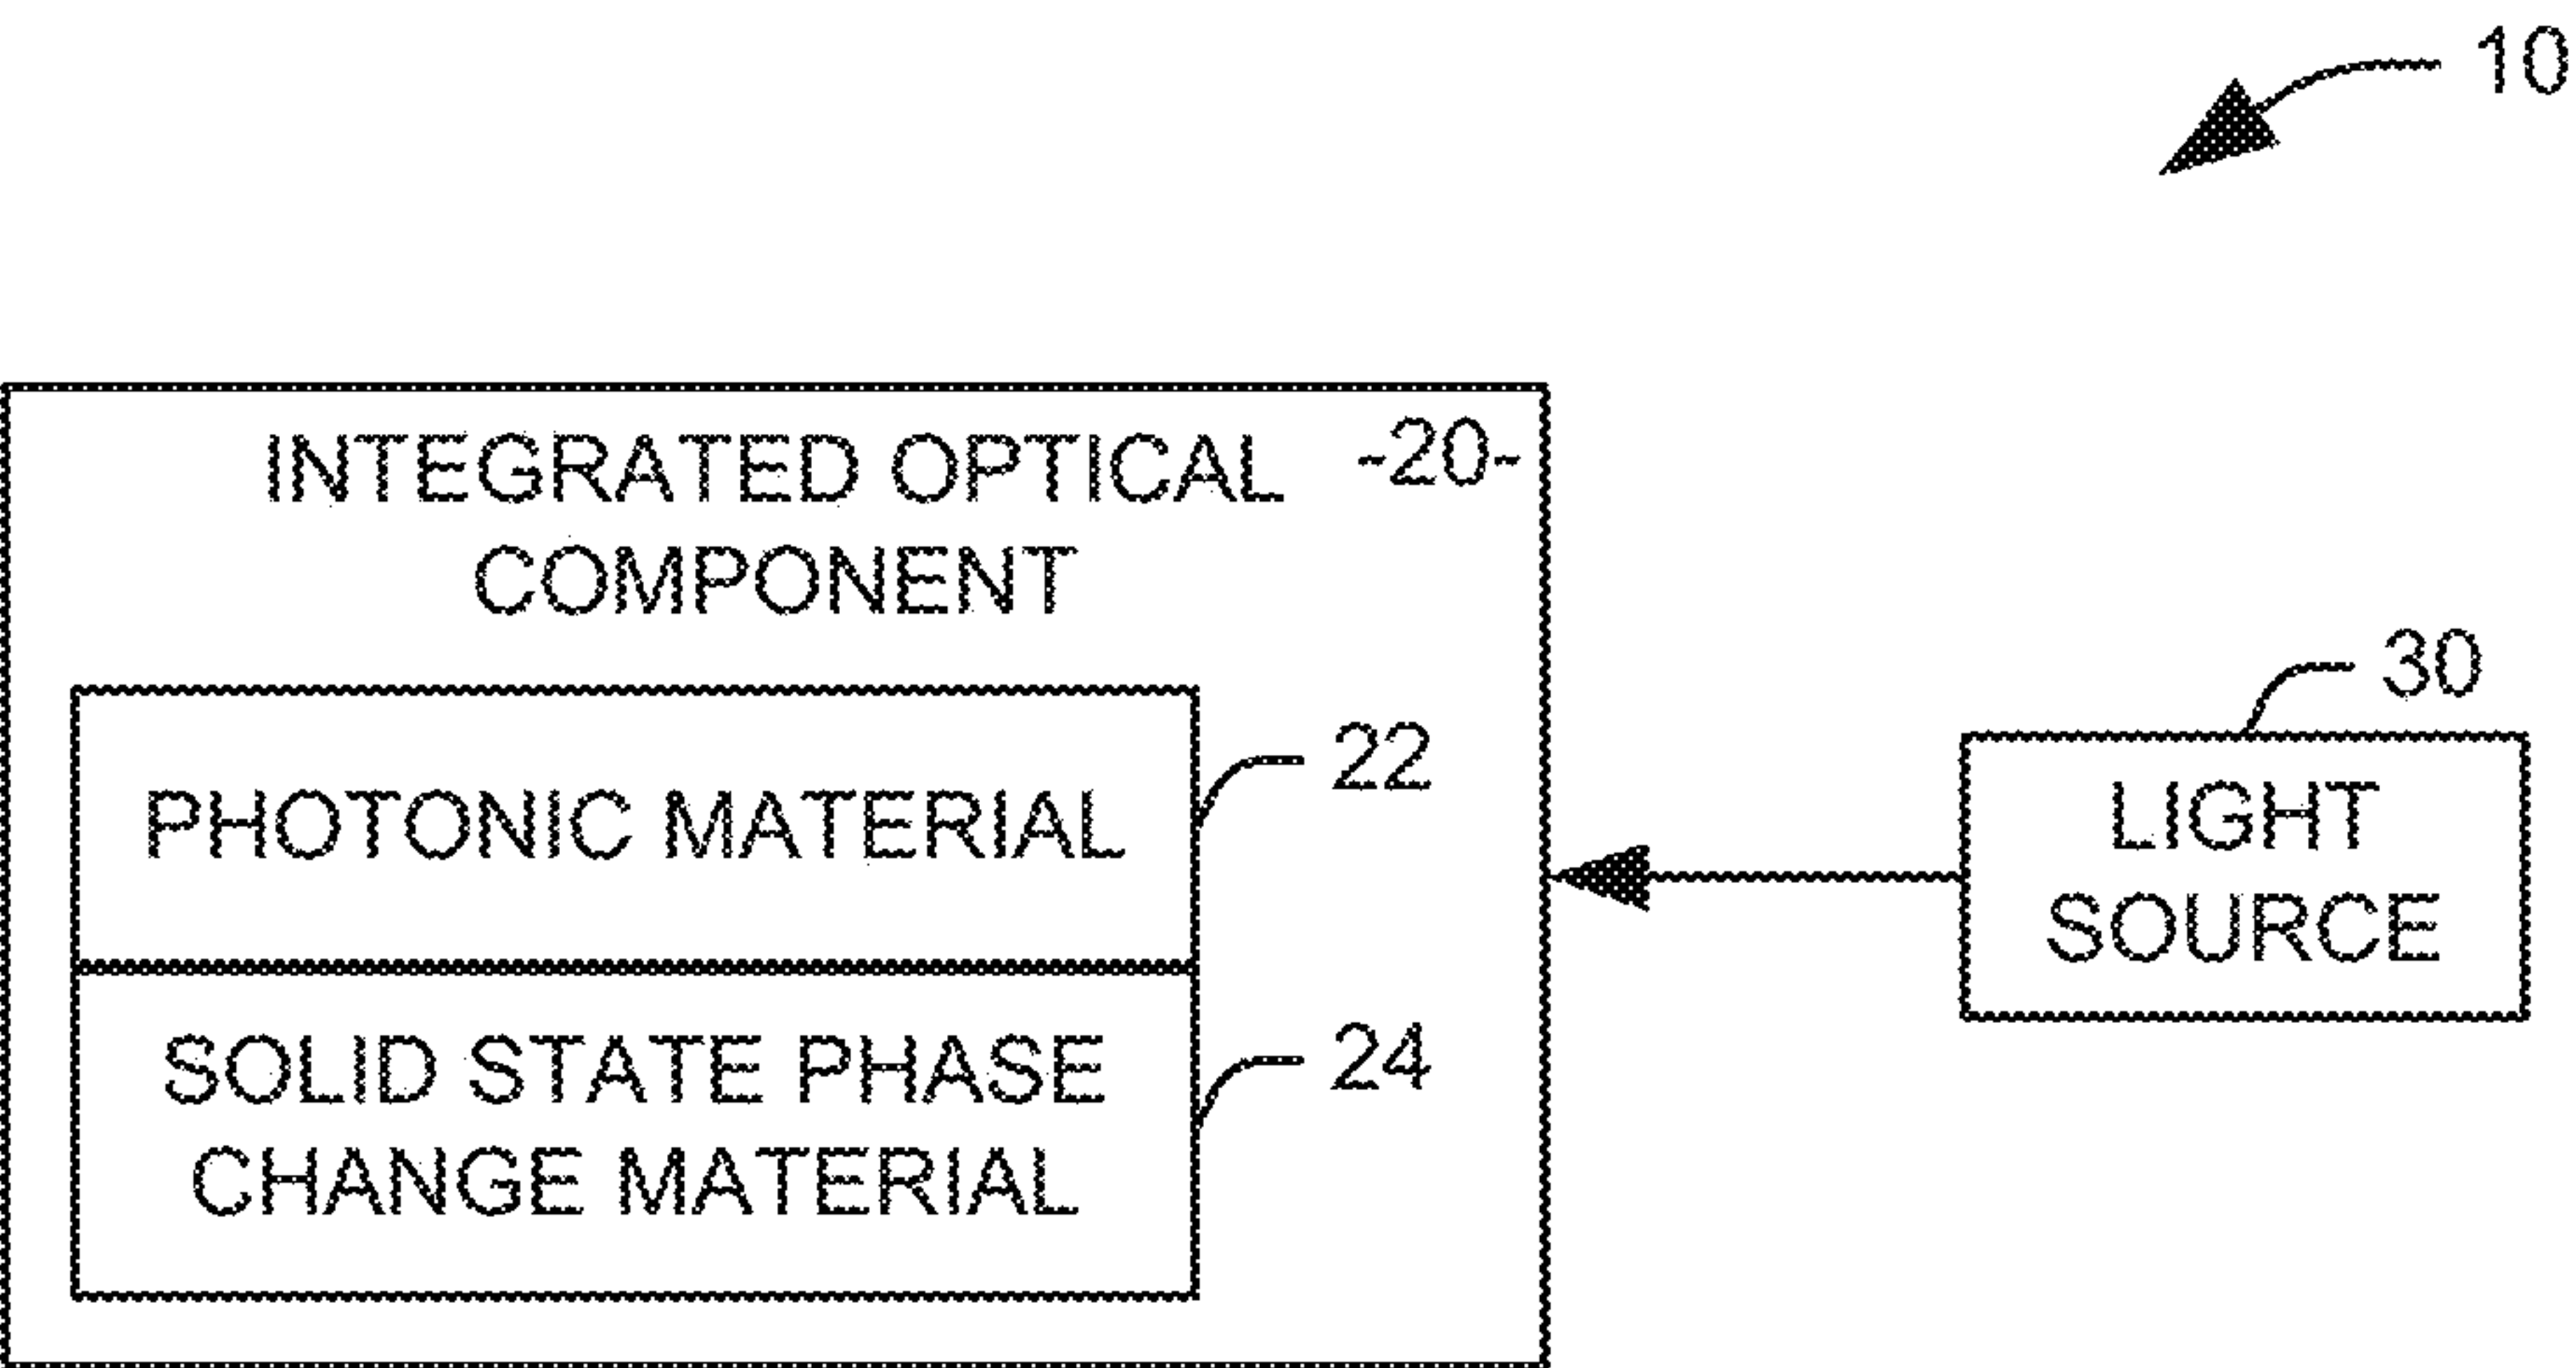 10
INTEGRATED OPTICAL -20-
COMPONENT
30
PHOTONIC MATERIAL 22
LIGHT
SOURCE
SOLID STATE PHASE 24
CHANGE MATERIAL